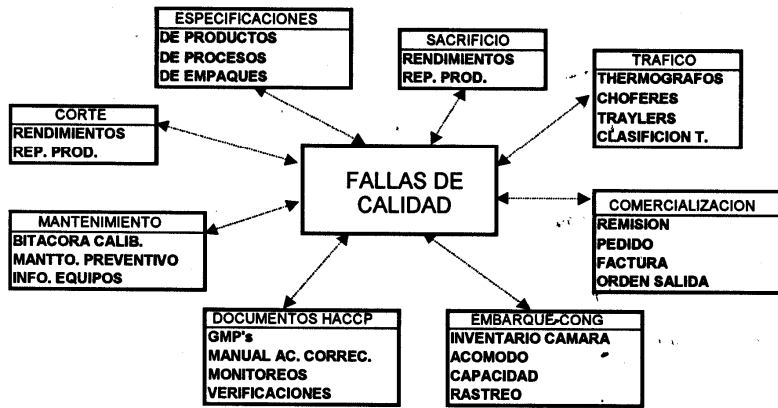 ESPECIFICACIONES
DE PRODUCTOS
DE PROCESOS
DE EMPAQUES
SACRIFICIO
RENDIMIENTOS
REP. PROD.
TRAFICO
THERMOGRAFOS
CHOFERES
TRAYLERS
CLASIFICION T.
CORTE
RENDIMIENTOS
REP. PROD.
FALLAS DE
CALIDAD
COMERCIALIZACION
REMISION
PEDIDO
FACTURA
ORDEN SALIDA
MANTENIMIENTO
BITACORA CALIB.
MANTTO. PREVENTIVO
INFO. EQUIPOS
DOCUMENTOS HACCP
GMP's
MANUAL AC. CORREC.
MONITOREOS
VERIFICACIONES
EMBARQUE-CONG
INVENTARIO CAMARA
ACOMODO
CAPACIDAD
RASTREO